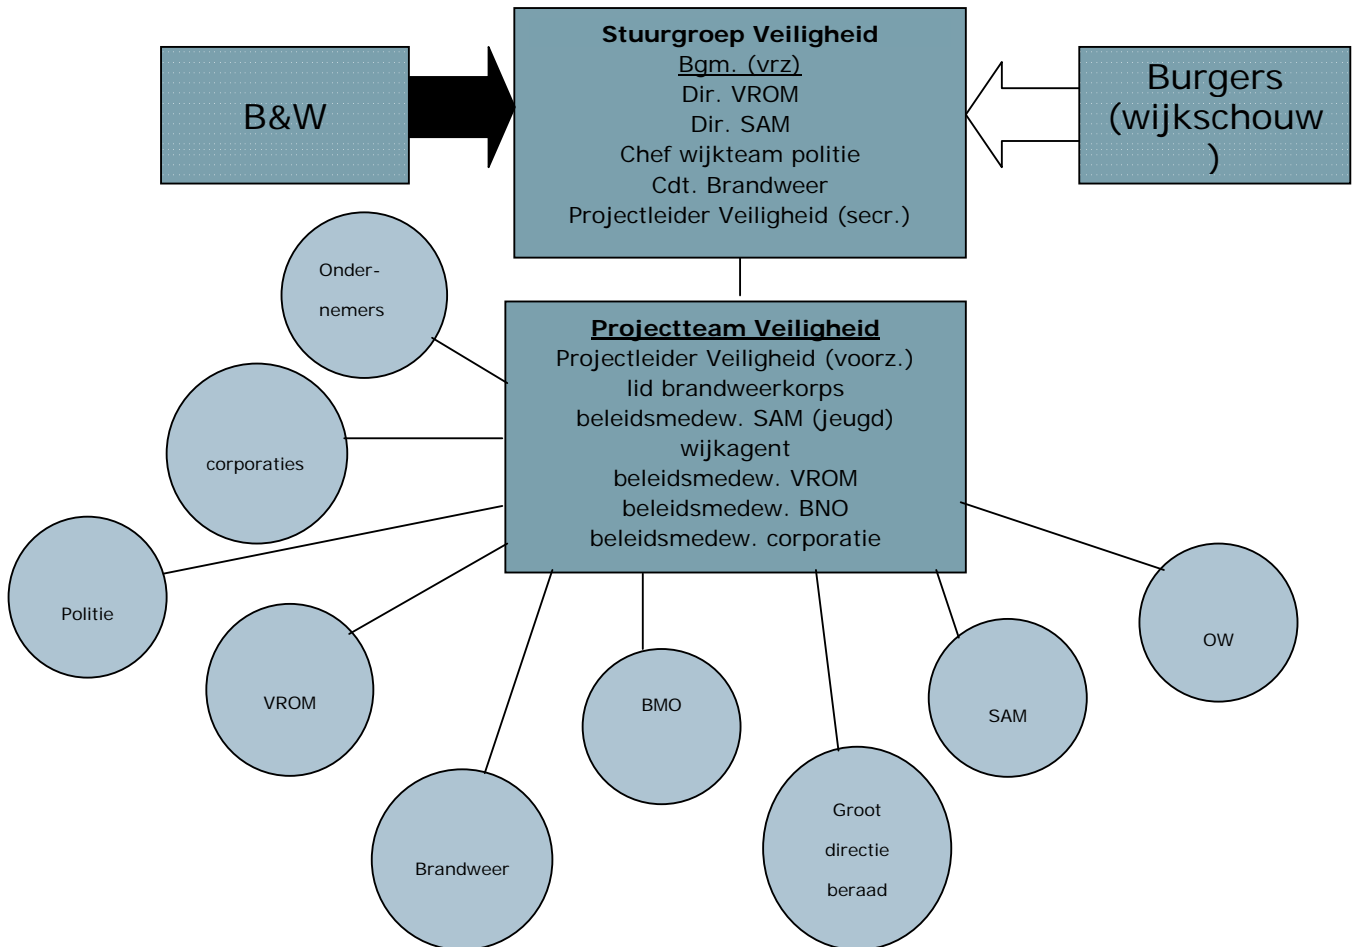 Stuurgroep Veiligheid
Bgm. (vrz)
Dir. VROM
Dir. SAM
Chef wijkteam politie
Cdt. Brandweer
Projectleider Veiligheid (secr.)
B&W
Burgers
(wijkschouw
)
Onder-
nemers
Projectteam Veiligheid
Projectleider Veiligheid (voorz.)
lid brandweerkorps
beleidsmedew. SAM (jeugd)
wijkagent
beleidsmedew. VROM
beleidsmedew. BNO
beleidsmedew. corporatie
corporaties
Politie
VROM
Brandweer
BMO
Groot
directie
beraad
SAM
OW